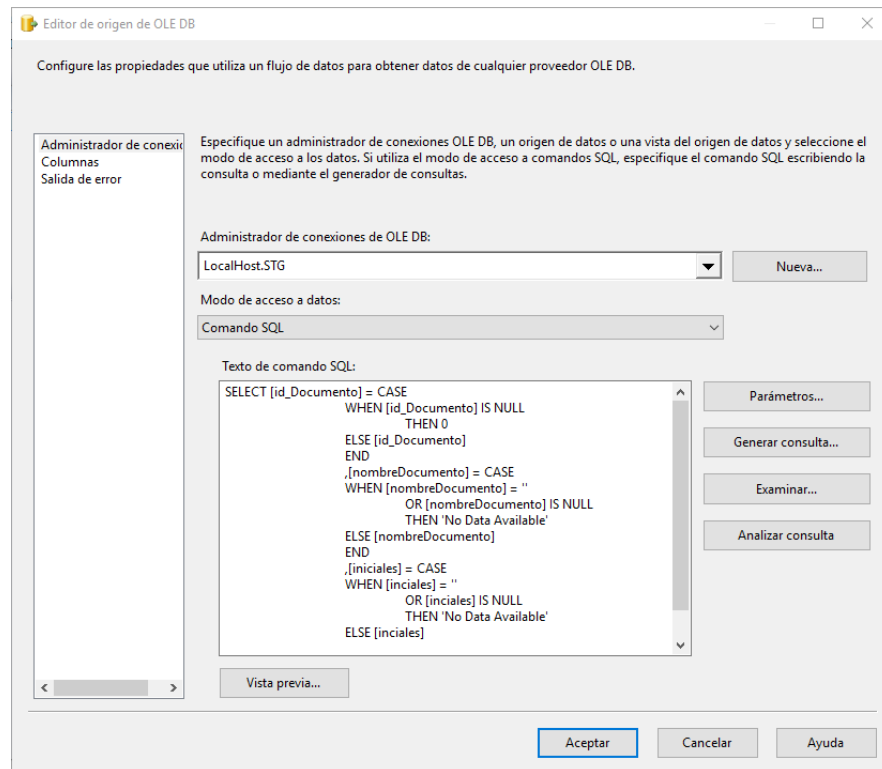 Editor de origen de OLE DB
Configure las propiedades que utiliza un flujo de datos para obtener datos de cualquier proveedor OLE DB.
Administrador de conexic
Columnas
Salida de error
Especifique un administrador de conexiones OLE DB, un origen de datos o una vista del origen de datos y seleccione el
modo de acceso a los datos. Si utiliza el modo de acceso a comandos SQL, especifique el comando SQL escribiendo la
consulta o mediante el generador de consultas.
Administrador de conexiones de OLE DB:
LocalHost.STG
Nueva...
Modo de acceso a datos:
Comando SQL
Texto de comando SQL:
SELECT [id_Documento] = CASE
WHEN [id_Documento] IS NULL
THEN 0
ELSE [id_Documento]
END
,[nombreDocumento] = CASE
WHEN [nombreDocumento] = ''
OR [nombreDocumento] IS NULL
THEN 'No Data Available'
ELSE [nombreDocumento]
END
,[iniciales] = CASE
WHEN [inciales] = ''
OR [inciales] IS NULL
THEN 'No Data Available'
ELSE [inciales]
Parámetros...
Generar consulta...
Examinar...
Analizar consulta
Vista previa...
Aceptar
Cancelar
Ayuda